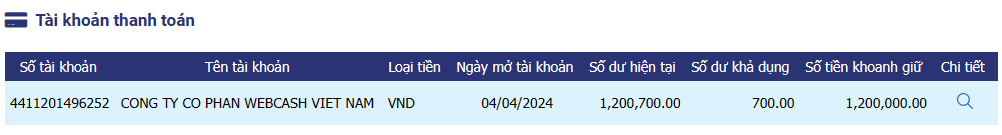 Tài khoản thanh toán
Số tài khoản Tên tài khoản Loại tiền Ngày mở tài khoản Số dư hiện tại Số dư khả dụng Số tiền khoanh giữ Chi tiết
4411201496252 CONG TY CO PHAN WEBCASH VIET NAM VND 04/04/2024 1,200,700.00 700.00 1,200,000.00